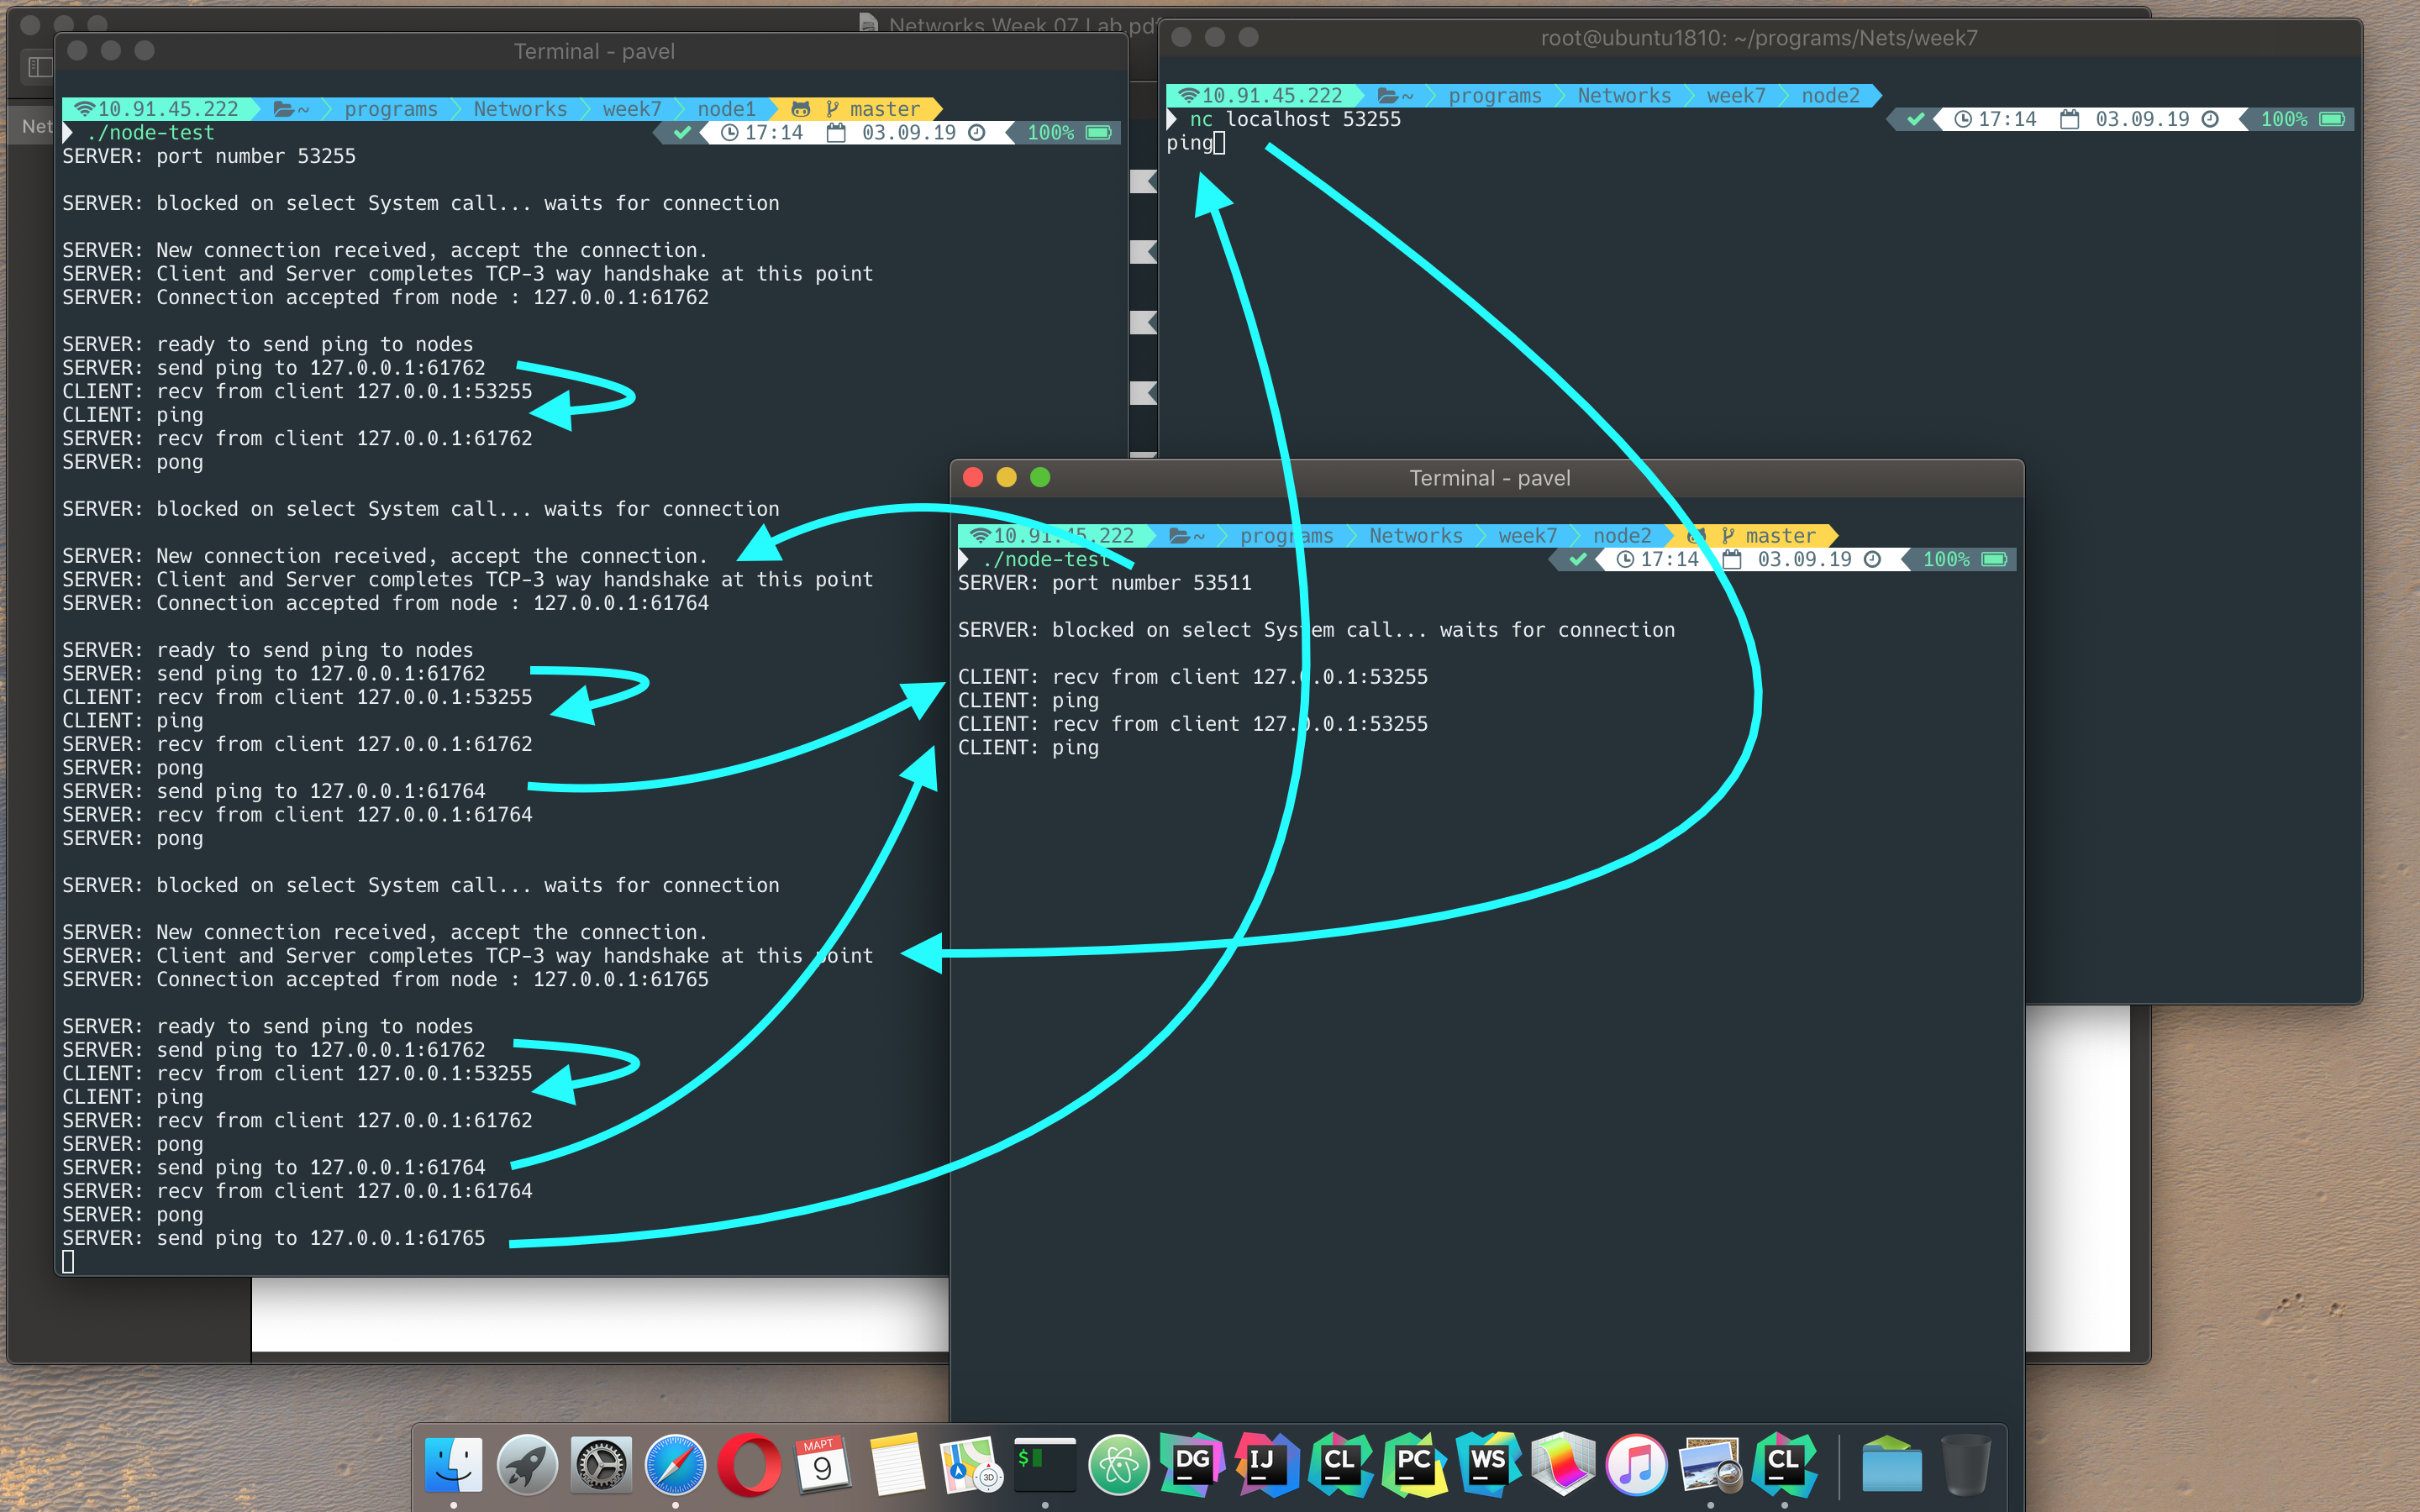 Networks Week 07 Lab.pdf
Net
Terminal - pavel
10.91.45.222 ~ programs Networks week7 node1 master
./node-test 17:14 03.09.19 100%
SERVER: port number 53255
SERVER: blocked on select System call... waits for connection
SERVER: New connection received, accept the connection.
SERVER: Client and Server completes TCP-3 way handshake at this point
SERVER: Connection accepted from node : 127.0.0.1:61762
SERVER: ready to send ping to nodes
SERVER: send ping to 127.0.0.1:61762
CLIENT: recv from client 127.0.0.1:53255
CLIENT: ping
SERVER: recv from client 127.0.0.1:61762
SERVER: pong
SERVER: blocked on select System call... waits for connection
SERVER: New connection received, accept the connection.
SERVER: Client and Server completes TCP-3 way handshake at this point
SERVER: Connection accepted from node : 127.0.0.1:61764
SERVER: ready to send ping to nodes
SERVER: send ping to 127.0.0.1:61762
CLIENT: recv from client 127.0.0.1:53255
CLIENT: ping
SERVER: recv from client 127.0.0.1:61762
SERVER: pong
SERVER: send ping to 127.0.0.1:61764
SERVER: recv from client 127.0.0.1:61764
SERVER: pong
SERVER: blocked on select System call... waits for connection
SERVER: New connection received, accept the connection.
SERVER: Client and Server completes TCP-3 way handshake at this point
SERVER: Connection accepted from node : 127.0.0.1:61765
SERVER: ready to send ping to nodes
SERVER: send ping to 127.0.0.1:61762
CLIENT: recv from client 127.0.0.1:53255
CLIENT: ping
SERVER: recv from client 127.0.0.1:61762
SERVER: pong
SERVER: send ping to 127.0.0.1:61764
SERVER: recv from client 127.0.0.1:61764
SERVER: pong
SERVER: send ping to 127.0.0.1:61765
root@ubuntu1810: ~/programs/Nets/week7
10.91.45.222 ~ programs Networks week7 node2
nc localhost 53255 17:14 03.09.19 100%
ping
Terminal - pavel
10.91.45.222 ~ programs Networks week7 node2 master
./node-test 17:14 03.09.19 100%
SERVER: port number 53511
SERVER: blocked on select System call... waits for connection
CLIENT: recv from client 127.0.0.1:53255
CLIENT: ping
CLIENT: recv from client 127.0.0.1:53255
CLIENT: ping
МАРТ
9
3D
$
DG
IJ
CL
PC
WS
CL